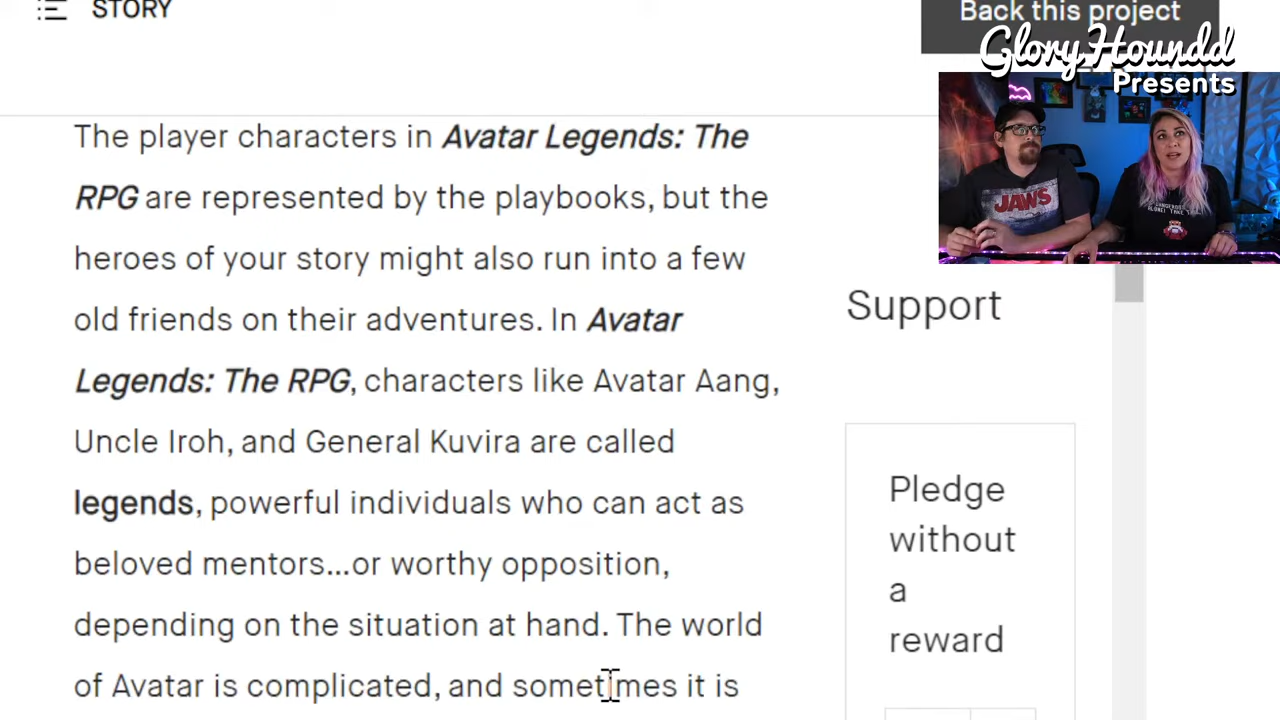 STORY
Back this project
GloryHoundd
Presents
The player characters in Avatar Legends: The
RPG are represented by the playbooks, but the
heroes of your story might also run into a few
old friends on their adventures. In Avatar
Legends: The RPG, characters like Avatar Aang,
Uncle Iroh, and General Kuvira are called
legends, powerful individuals who can act as
beloved mentors...or worthy opposition,
depending on the situation at hand. The world
of Avatar is complicated, and sometimes it is
JAWS
Support
Pledge
without
a
reward